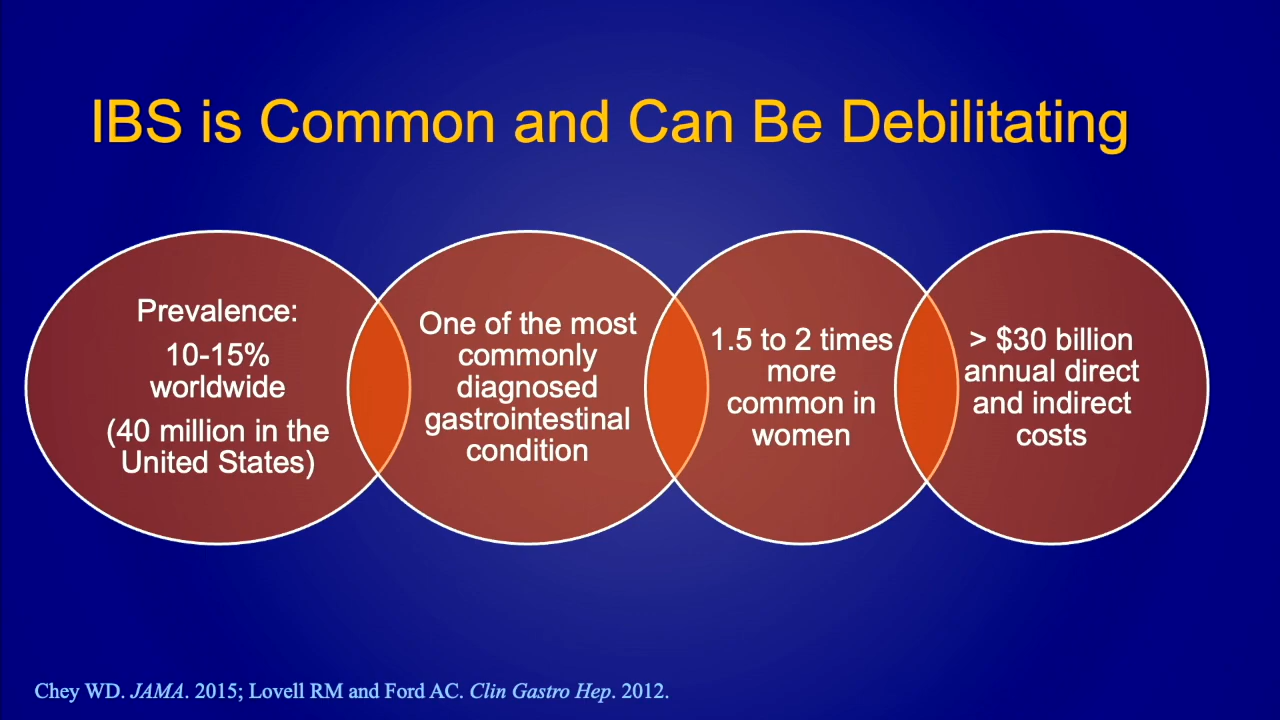 IBS is Common and Can Be Debilitating
Prevalence:
10-15%
worldwide
(40 million in the
United States)
One of the most
commonly
diagnosed
gastrointestinal
condition
1.5 to 2 times
more
common in
women
> $30 billion
annual direct
and indirect
costs
Chey WD. JAMA. 2015; Lovell RM and Ford AC. Clin Gastro Hep. 2012.